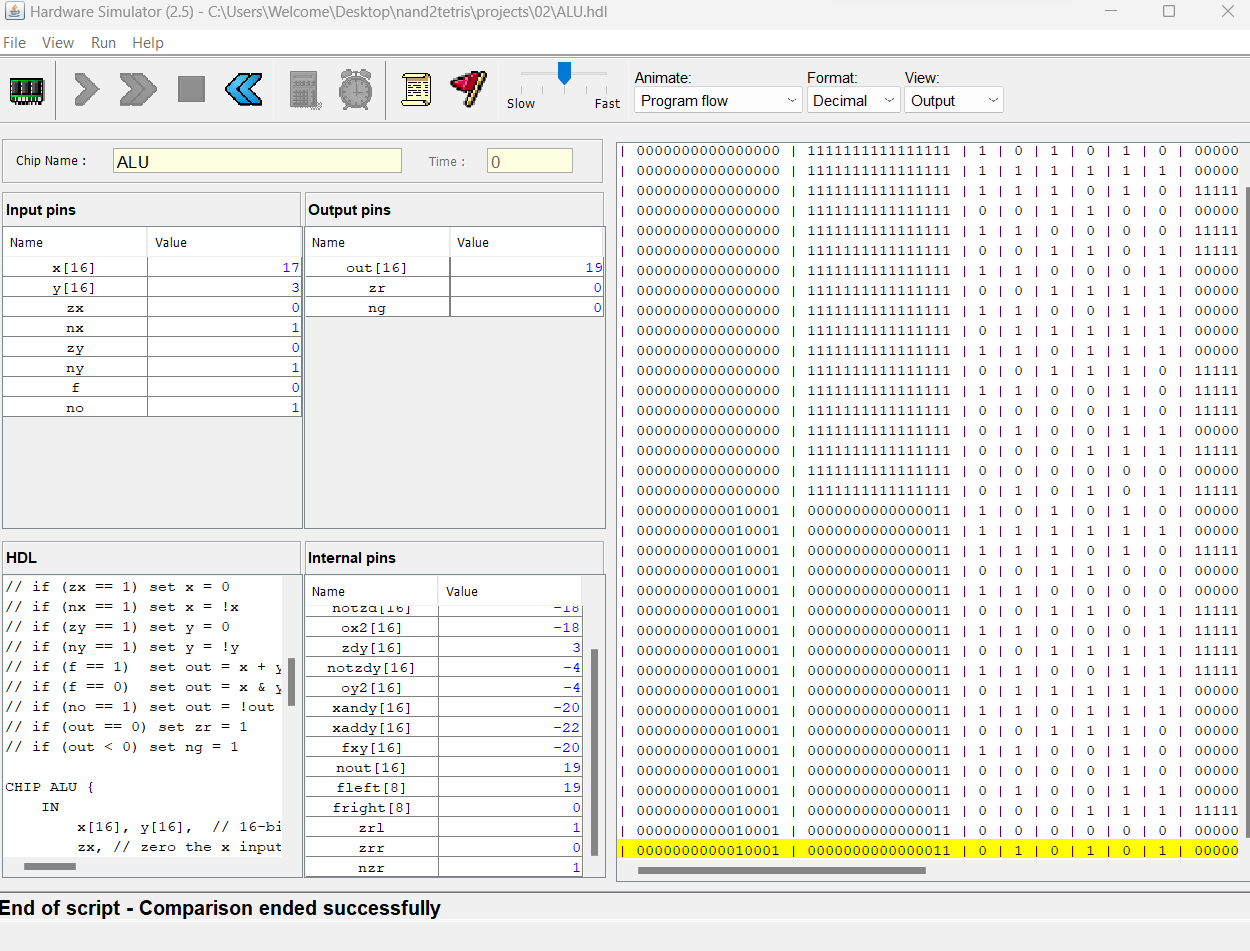 Hardware Simulator (2.5) - C:\Users\Welcome\Desktop\nand2tetris\projects\02\ALU.hdl
File View Run Help
Slow Fast
Animate:
Program flow
Format:
Decimal
View:
Output
Chip Name : ALU Time : 0
Input pins
Name Value
x[16] 17
y[16] 3
zx 0
nx 1
zy 0
ny 1
f 0
no 1
Output pins
Name Value
out[16] 19
zr 0
ng 0
HDL
// if (zx == 1) set x = 0
// if (nx == 1) set x = !x
// if (zy == 1) set y = 0
// if (ny == 1) set y = !y
// if (f == 1)  set out = x + y
// if (f == 0)  set out = x & y
// if (no == 1) set out = !out
// if (out == 0) set zr = 1
// if (out < 0) set ng = 1
CHIP ALU {
IN
x[16], y[16],  // 16-bi
zx, // zero the x input
Internal pins
Name Value
notzd[16] -18
ox2[16] -18
zdy[16] 3
notzdy[16] -4
oy2[16] -4
xandy[16] -20
xaddy[16] -22
fxy[16] -20
nout[16] 19
fleft[8] 19
fright[8] 0
zrl 1
zrr 0
nzr 1
| 0000000000000000 | 1111111111111111 | 1 | 0 | 1 | 0 | 1 | 0 | 00000
| 0000000000000000 | 1111111111111111 | 1 | 1 | 1 | 1 | 1 | 1 | 00000
| 0000000000000000 | 1111111111111111 | 1 | 1 | 1 | 0 | 1 | 0 | 11111
| 0000000000000000 | 1111111111111111 | 0 | 0 | 1 | 1 | 0 | 0 | 00000
| 0000000000000000 | 1111111111111111 | 1 | 1 | 0 | 0 | 0 | 0 | 11111
| 0000000000000000 | 1111111111111111 | 0 | 0 | 1 | 1 | 0 | 1 | 11111
| 0000000000000000 | 1111111111111111 | 1 | 1 | 0 | 0 | 0 | 1 | 00000
| 0000000000000000 | 1111111111111111 | 0 | 0 | 1 | 1 | 1 | 1 | 00000
| 0000000000000000 | 1111111111111111 | 1 | 1 | 0 | 0 | 1 | 1 | 00000
| 0000000000000000 | 1111111111111111 | 0 | 1 | 1 | 1 | 1 | 1 | 00000
| 0000000000000000 | 1111111111111111 | 1 | 1 | 0 | 1 | 1 | 1 | 00000
| 0000000000000000 | 1111111111111111 | 0 | 0 | 1 | 1 | 1 | 0 | 11111
| 0000000000000000 | 1111111111111111 | 1 | 1 | 0 | 0 | 1 | 0 | 11111
| 0000000000000000 | 1111111111111111 | 0 | 0 | 0 | 0 | 1 | 0 | 11111
| 0000000000000000 | 1111111111111111 | 0 | 1 | 0 | 0 | 1 | 1 | 00000
| 0000000000000000 | 1111111111111111 | 0 | 0 | 0 | 1 | 1 | 1 | 11111
| 0000000000000000 | 1111111111111111 | 0 | 0 | 0 | 0 | 0 | 0 | 00000
| 0000000000000000 | 1111111111111111 | 0 | 1 | 0 | 1 | 0 | 1 | 11111
| 0000000000010001 | 0000000000000011 | 1 | 0 | 1 | 0 | 1 | 0 | 00000
| 0000000000010001 | 0000000000000011 | 1 | 1 | 1 | 1 | 1 | 1 | 00000
| 0000000000010001 | 0000000000000011 | 1 | 1 | 1 | 0 | 1 | 0 | 11111
| 0000000000010001 | 0000000000000011 | 0 | 0 | 1 | 1 | 0 | 0 | 00000
| 0000000000010001 | 0000000000000011 | 1 | 1 | 0 | 0 | 0 | 0 | 00000
| 0000000000010001 | 0000000000000011 | 0 | 0 | 1 | 1 | 0 | 1 | 11111
| 0000000000010001 | 0000000000000011 | 1 | 1 | 0 | 0 | 0 | 1 | 11111
| 0000000000010001 | 0000000000000011 | 0 | 0 | 1 | 1 | 1 | 1 | 11111
| 0000000000010001 | 0000000000000011 | 1 | 1 | 0 | 0 | 1 | 1 | 11111
| 0000000000010001 | 0000000000000011 | 0 | 1 | 1 | 1 | 1 | 1 | 00000
| 0000000000010001 | 0000000000000011 | 1 | 1 | 0 | 1 | 1 | 1 | 00000
| 0000000000010001 | 0000000000000011 | 0 | 0 | 1 | 1 | 1 | 0 | 00000
| 0000000000010001 | 0000000000000011 | 1 | 1 | 0 | 0 | 1 | 0 | 00000
| 0000000000010001 | 0000000000000011 | 0 | 0 | 0 | 0 | 1 | 0 | 00000
| 0000000000010001 | 0000000000000011 | 0 | 1 | 0 | 0 | 1 | 1 | 00000
| 0000000000010001 | 0000000000000011 | 0 | 0 | 0 | 1 | 1 | 1 | 11111
| 0000000000010001 | 0000000000000011 | 0 | 0 | 0 | 0 | 0 | 0 | 00000
| 0000000000010001 | 0000000000000011 | 0 | 1 | 0 | 1 | 0 | 1 | 00000
End of script - Comparison ended successfully